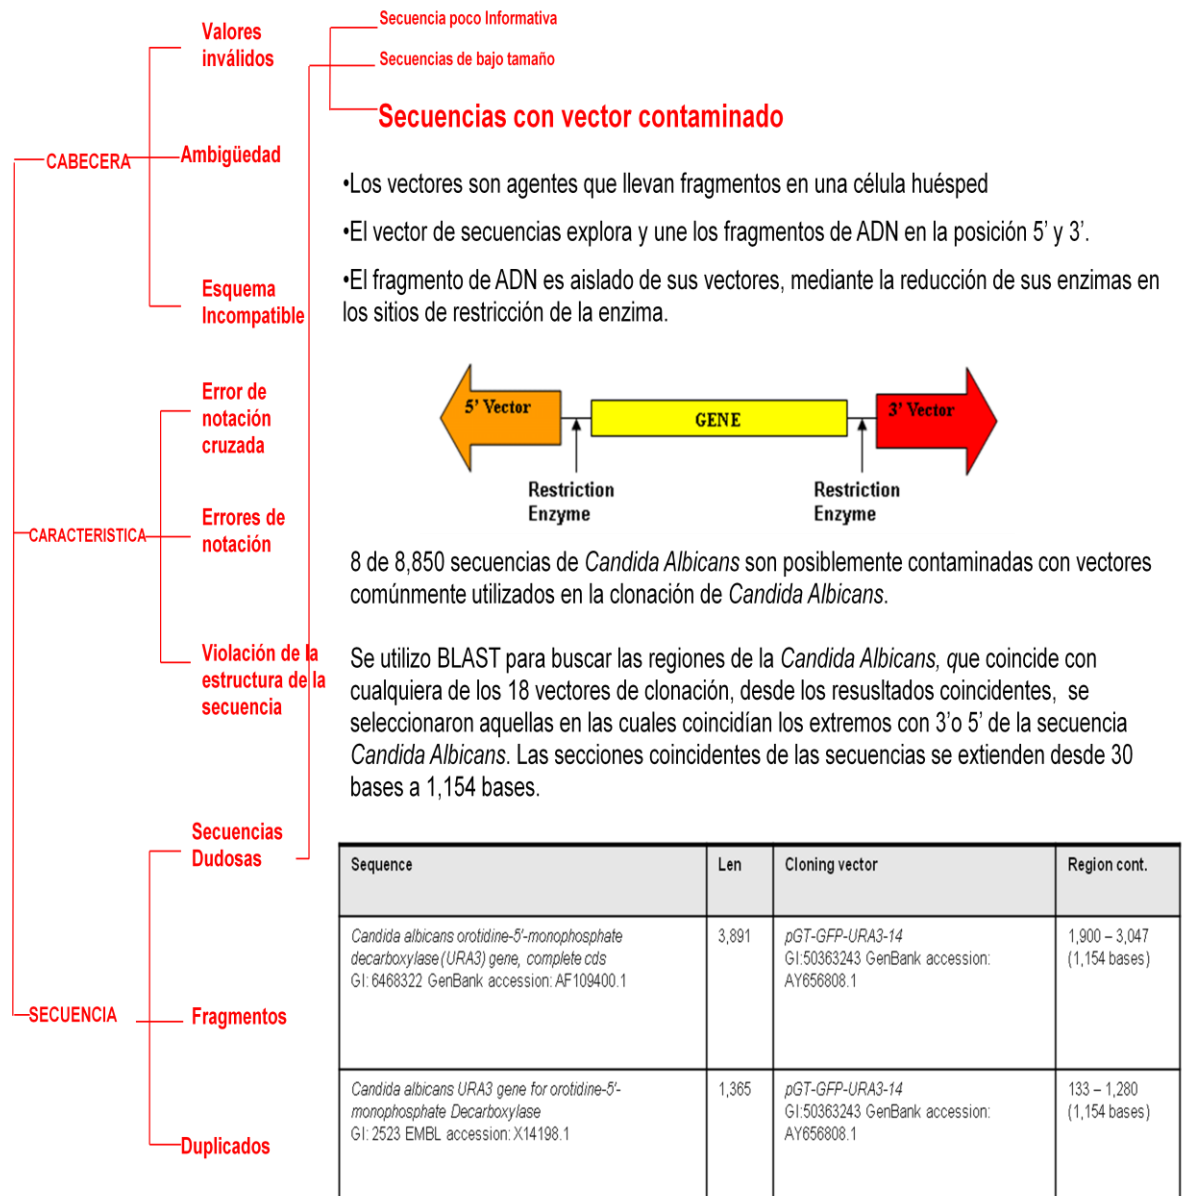 Secuencia poco Informativa
Secuencias de bajo tamaño
Secuencias con vector contaminado
Valores
inválidos
CABECERA
Ambigüedad
Esquema
Incompatible
Error de
notación
cruzada
CARACTERISTICA
Errores de
notación
Violación de la
estructura de la
secuencia
Secuencias
Dudosas
SECUENCIA
Fragmentos
Duplicados
•Los vectores son agentes que llevan fragmentos en una célula huésped
•El vector de secuencias explora y une los fragmentos de ADN en la posición 5’ y 3’.
•El fragmento de ADN es aislado de sus vectores, mediante la reducción de sus enzimas en
los sitios de restricción de la enzima.
5' Vector
GENE
3' Vector
Restriction
Enzyme
Restriction
Enzyme
8 de 8,850 secuencias de Candida Albicans son posiblemente contaminadas con vectores
comúnmente utilizados en la clonación de Candida Albicans.
Se utilizo BLAST para buscar las regiones de la Candida Albicans, que coincide con
cualquiera de los 18 vectores de clonación, desde los resusltados coincidentes, se
seleccionaron aquellas en las cuales coincidían los extremos con 3’o 5’ de la secuencia
Candida Albicans. Las secciones coincidentes de las secuencias se extienden desde 30
bases a 1,154 bases.
Sequence Len Cloning vector Region cont.
Candida albicans orotidine-5'-monophosphate
decarboxylase (URA3) gene, complete cds
GI: 6468322 GenBank accession: AF109400.1
3,891
pGT-GFP-URA3-14
GI:50363243 GenBank accession:
AY656808.1
1,900 – 3,047
(1,154 bases)
Candida albicans URA3 gene for orotidine-5'-
monophosphate Decarboxylase
GI: 2523 EMBL accession: X14198.1
1,365
pGT-GFP-URA3-14
GI:50363243 GenBank accession:
AY656808.1
133 – 1,280
(1,154 bases)